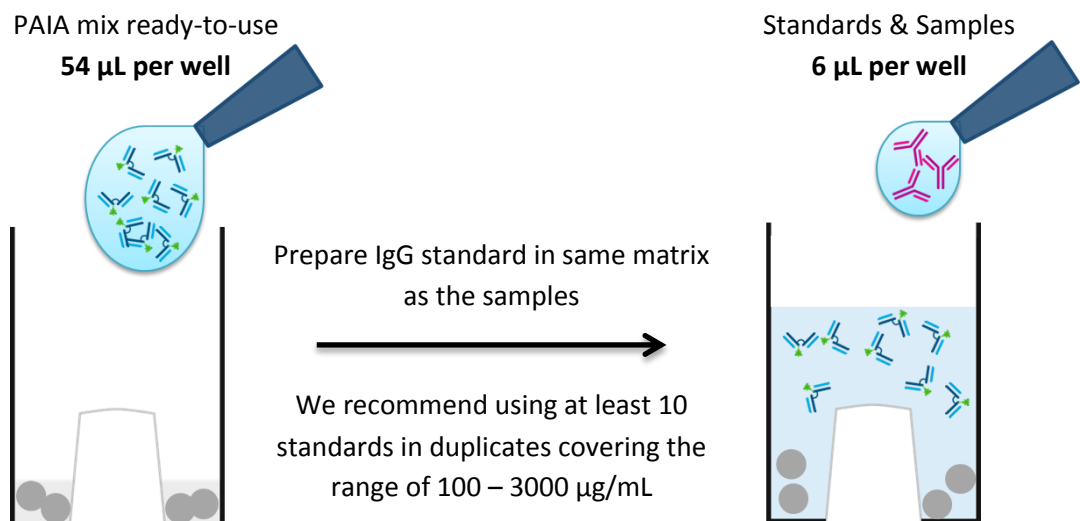 PAIA mix ready-to-use
54 µL per well
Standards & Samples
6 µL per well
Prepare IgG standard in same matrix
as the samples
We recommend using at least 10
standards in duplicates covering the
range of 100 – 3000 µg/mL